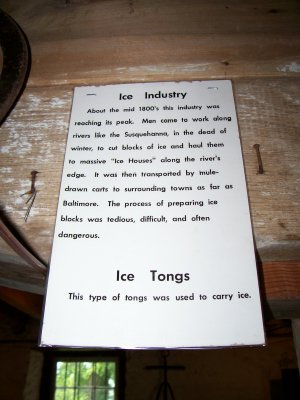 Ice Industry
About the mid 1800's this industry was
reaching its peak. Men came to work along
rivers like the Susquehanna, in the dead of
winter, to cut blocks of ice and haul them
to massive "Ice Houses" along the river's
edge. It was then transported by mule-
drawn carts to surrounding towns as far as
Baltimore. The process of preparing ice
blocks was tedious, difficult, and often
dangerous.
Ice Tongs
This type of tongs was used to carry ice.